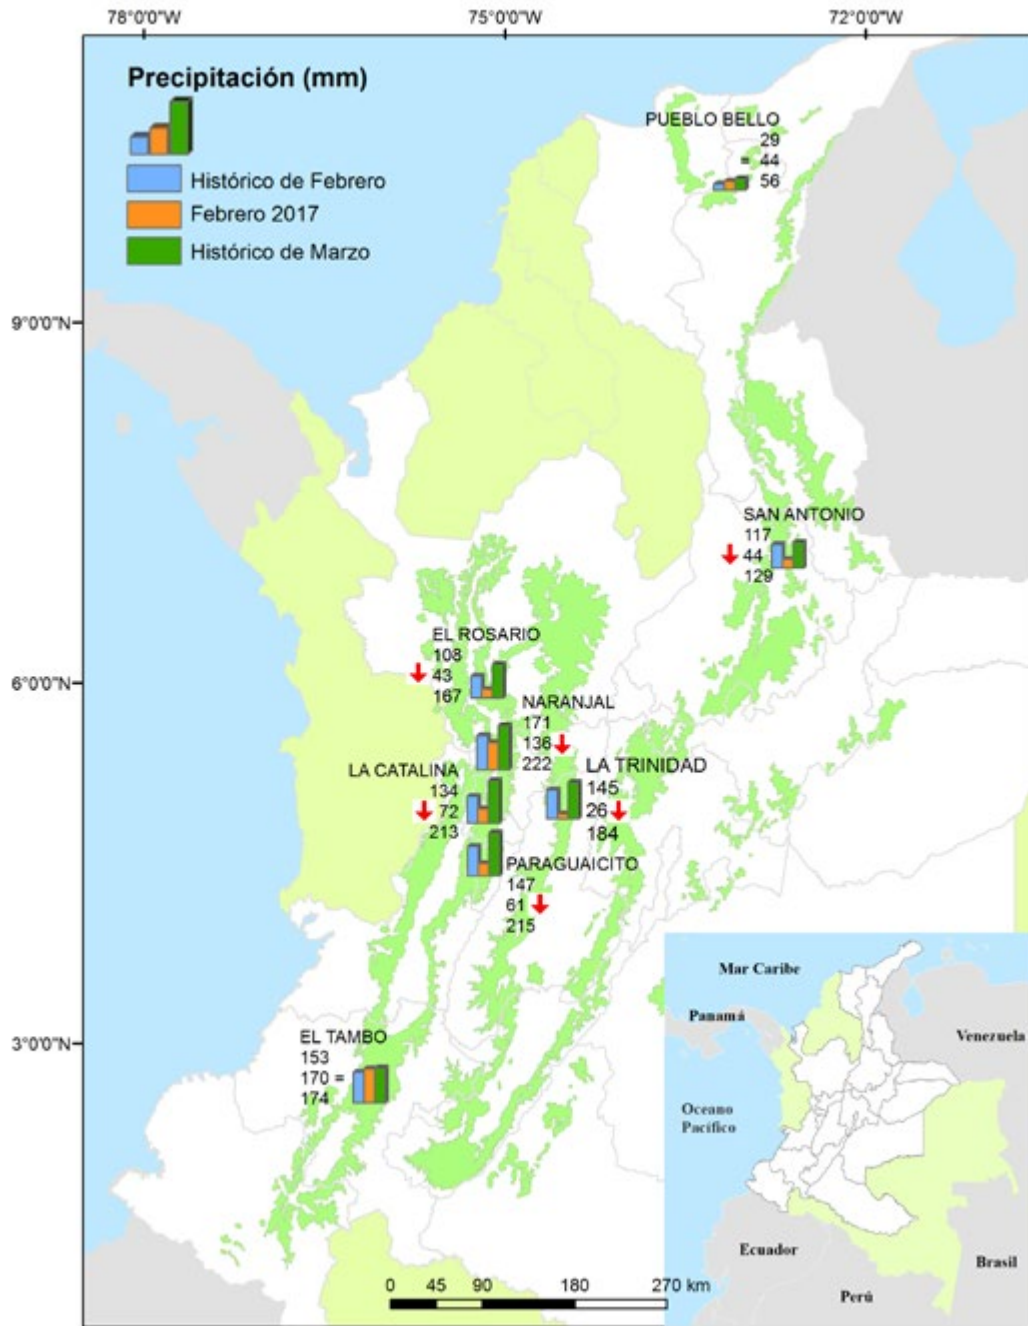 78°0'0"W
75°0'0"W
72°0'0"W
Precipitación (mm)
Histórico de Febrero
Febrero 2017
Histórico de Marzo
PUEBLO BELLO
29
= 44
56
9°0'0"N
SAN ANTONIO
117
44
129
EL ROSARIO
108
43
167
6°0'0"N
NARANJAL
171
136
222
LA CATALINA
134
72
213
LA TRINIDAD
145
26
184
PARAGUAICITO
147
61
215
EL TAMBO
153
170 =
174
3°0'0"N
Mar Caribe
Panamá
Venezuela
Oceano
Pacífico
Ecuador
Brasil
Perú
0 45 90 180 270 km